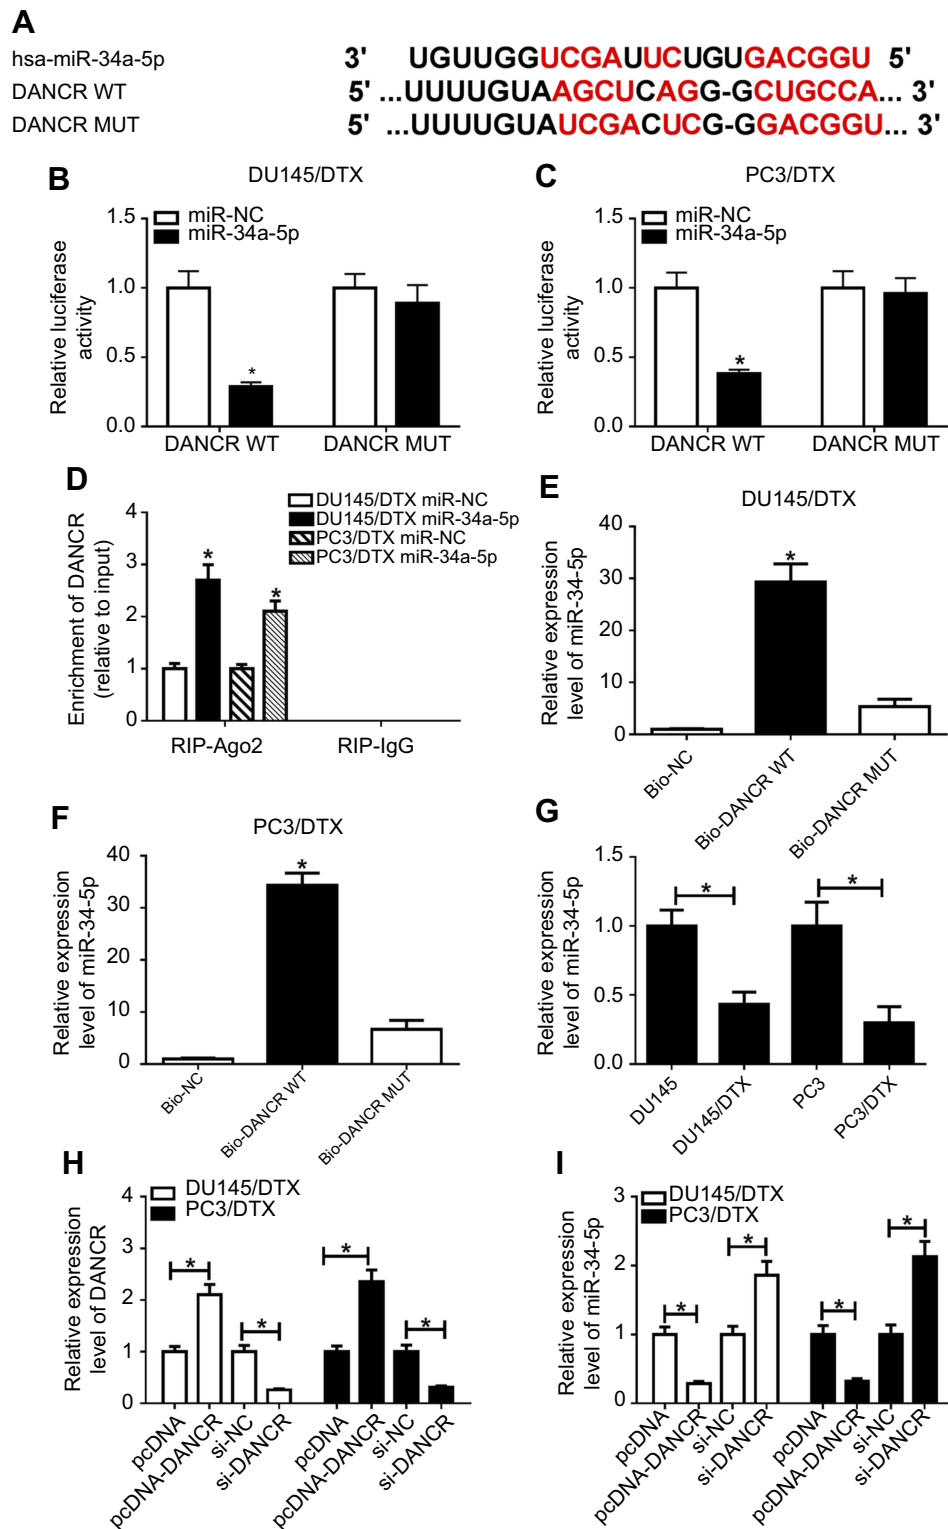 A
hsa-miR-34a-5p 3' UGUUGGUCGAUUCUGUGACGGU 5'
DANCR WT 5' ...UUUUGUAAGCUCAGG-GCUGCCA... 3'
DANCR MUT 5' ...UUUUGUAUCGACUCG-GGACGGU... 3'
B DU145/DTX
1.5
1.0
0.5
0.0
Relative luciferase activity
miR-NC
miR-34a-5p
*
DANCR WT DANCR MUT
C PC3/DTX
1.5
1.0
0.5
0.0
Relative luciferase activity
miR-NC
miR-34a-5p
*
DANCR WT DANCR MUT
D
4
3
2
1
0
Enrichment of DANCR
(relative to input)
DU145/DTX miR-NC
DU145/DTX miR-34a-5p
PC3/DTX miR-NC
PC3/DTX miR-34a-5p
* *
RIP-Ago2 RIP-IgG
E DU145/DTX
40
30
20
10
0
Relative expression
level of miR-34-5p
*
Bio-NC
Bio-DANCR WT
Bio-DANCR MUT
F PC3/DTX
40
30
20
10
0
Relative expression
level of miR-34-5p
*
Bio-NC
Bio-DANCR WT
Bio-DANCR MUT
G
1.5
1.0
0.5
0.0
Relative expression
level of miR-34-5p
* *
DU145
DU145/DTX
PC3
PC3/DTX
H
4
3
2
1
0
Relative expression
level of DANCR
DU145/DTX
PC3/DTX
* * * *
pcDNA
pcDNA-DANCR
si-NC
si-DANCR
pcDNA
pcDNA-DANCR
si-NC
si-DANCR
I
3
2
1
0
Relative expression
level of miR-34-5p
DU145/DTX
PC3/DTX
* * * *
pcDNA
pcDNA-DANCR
si-NC
si-DANCR
pcDNA
pcDNA-DANCR
si-NC
si-DANCR